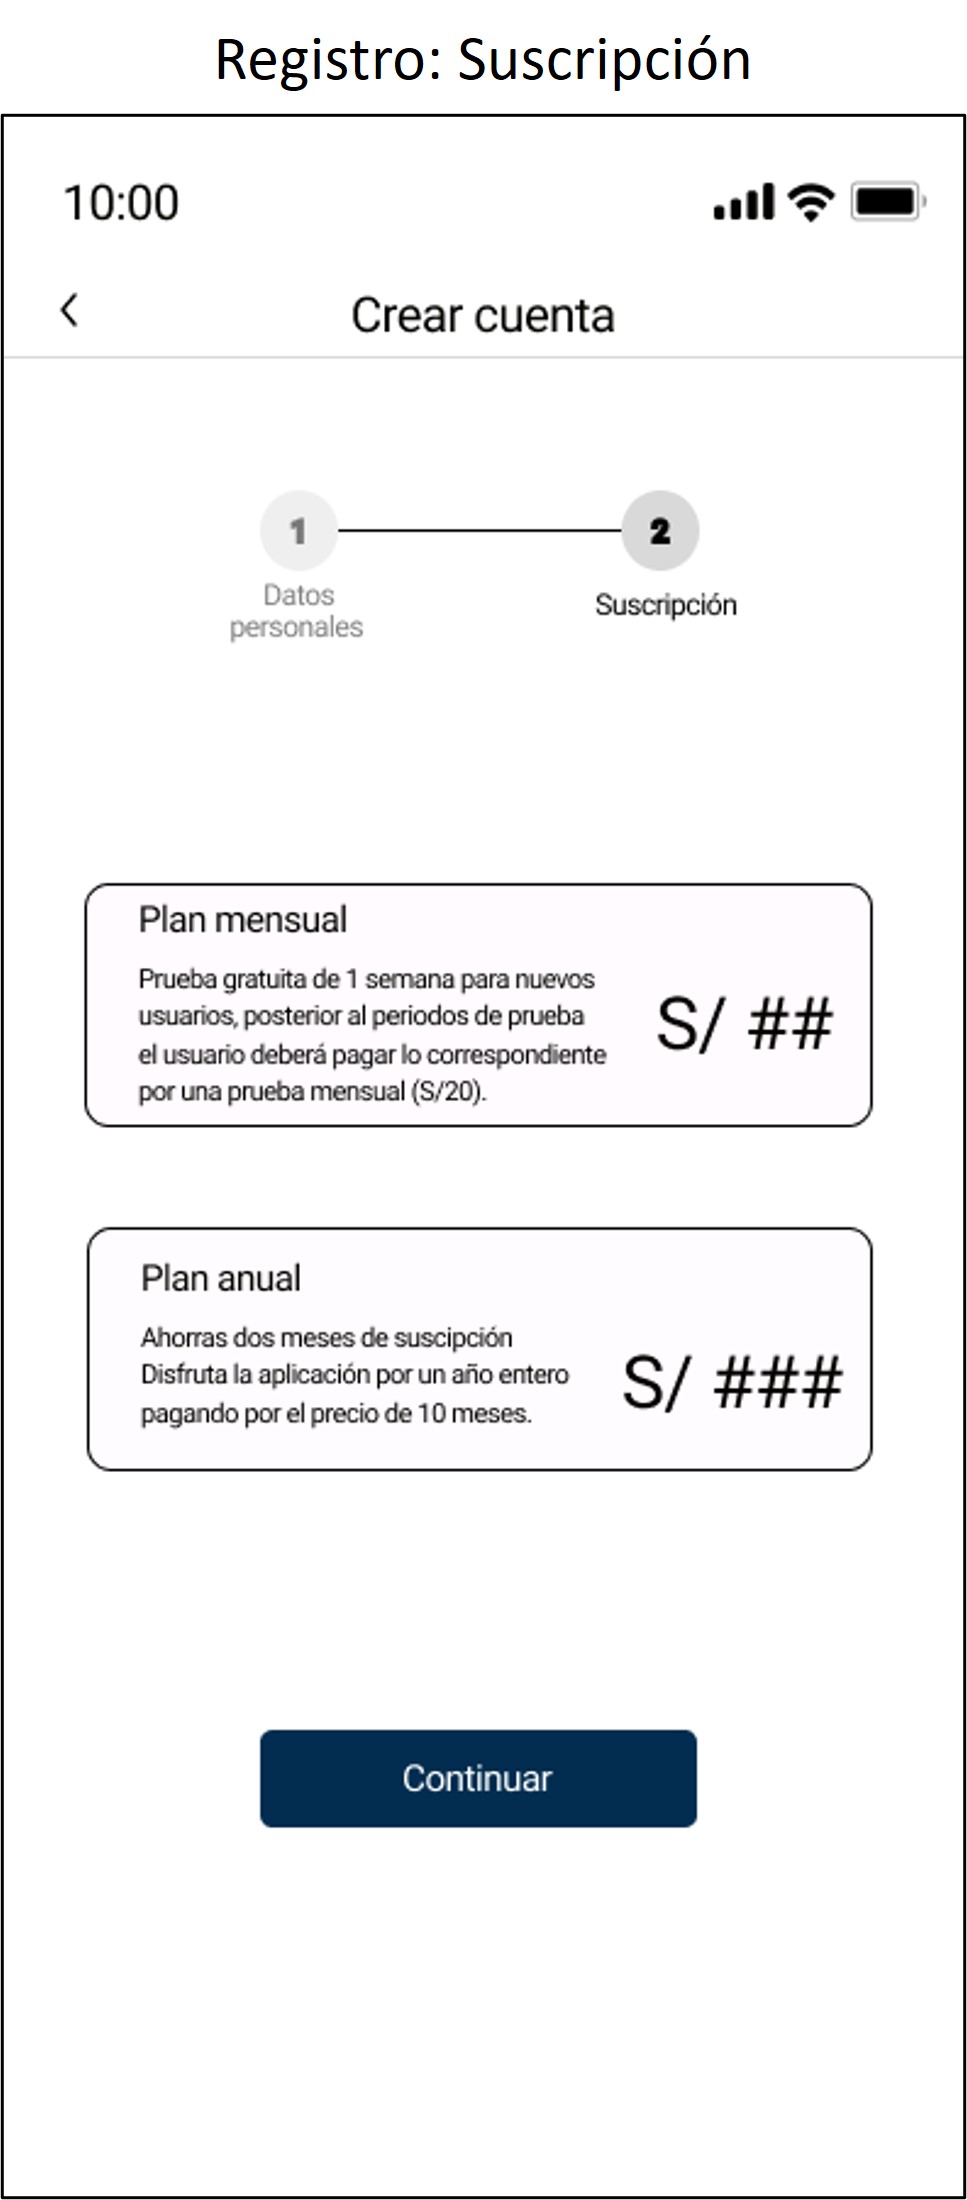 Registro: Suscripción
10:00
Crear cuenta
1
2
Datos
personales
Suscripción
Plan mensual
Prueba gratuita de 1 semana para nuevos
usuarios, posterior al periodos de prueba
el usuario deberá pagar lo correspondiente
por una prueba mensual (S/20).
S/ ##
Plan anual
Ahorras dos meses de suscipción
Disfruta la aplicación por un año entero
pagando por el precio de 10 meses.
S/ ###
Continuar